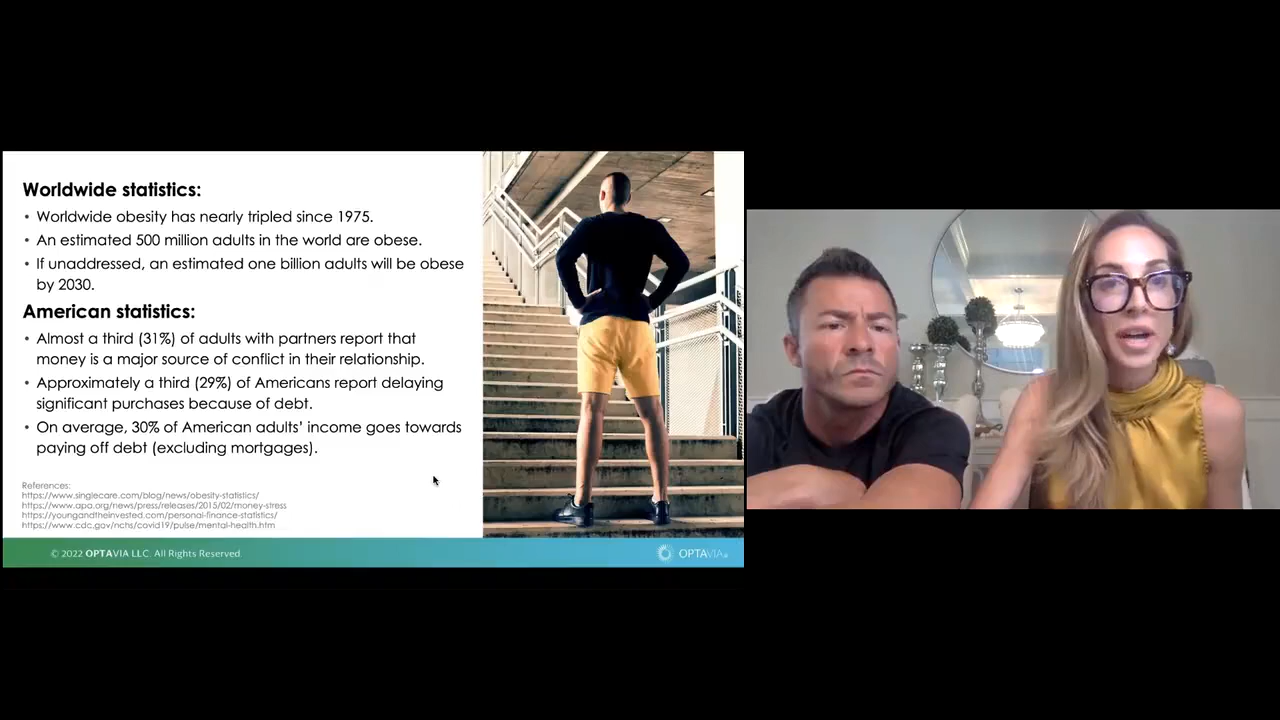 Worldwide statistics:
• Worldwide obesity has nearly tripled since 1975.
• An estimated 500 million adults in the world are obese.
• If unaddressed, an estimated one billion adults will be obese
by 2030.
American statistics:
• Almost a third (31%) of adults with partners report that
money is a major source of conflict in their relationship.
• Approximately a third (29%) of Americans report delaying
significant purchases because of debt.
• On average, 30% of American adults' income goes towards
paying off debt (excluding mortgages).
References:
https://www.singlecare.com/blog/news/obesity-statistics/
https://www.apa.org/news/press/releases/2015/02/money-stress
https://youngandtheinvested.com/personal-finance-statistics/
https://www.cdc.gov/nchs/covid19/pulse/mental-health.htm
© 2022 OPTAVIA LLC. All Rights Reserved.
OPTAVIA®